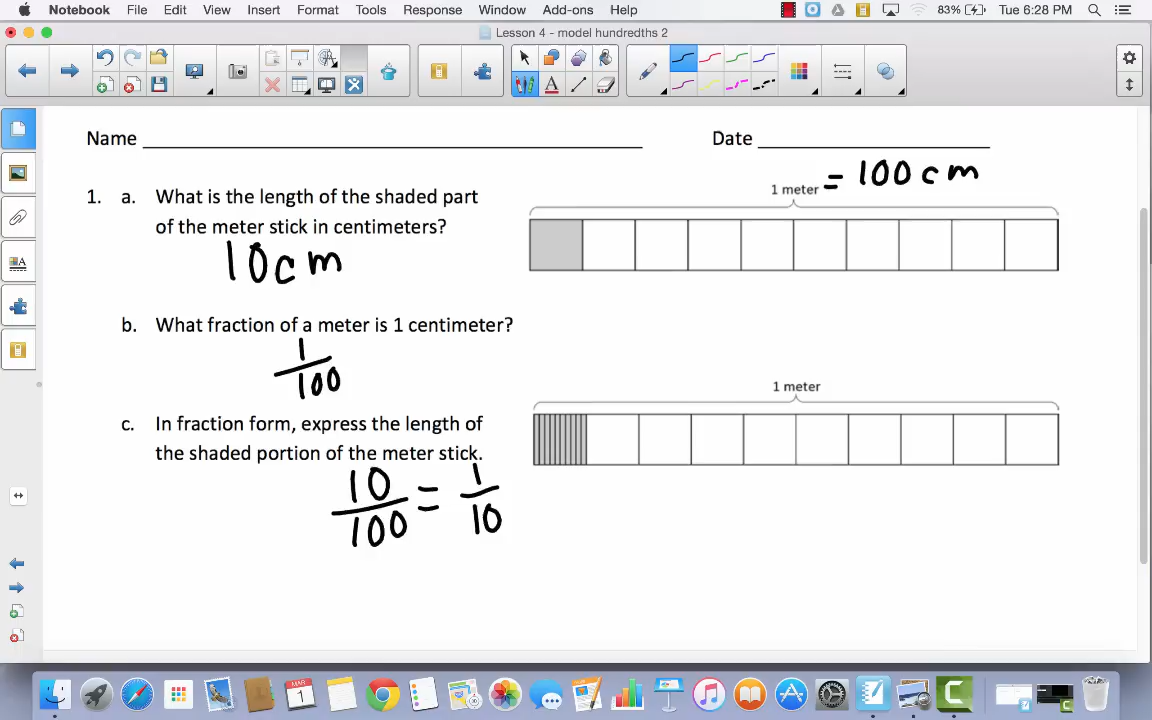 Notebook File Edit View Insert Format Tools Response Window Add-ons Help 83% Tue 6:28 PM
Lesson 4 - model hundredths 2
Name Date
1 meter = 100 cm
1. a. What is the length of the shaded part
of the meter stick in centimeters?
10cm
b. What fraction of a meter is 1 centimeter?
1/100
1 meter
c. In fraction form, express the length of
the shaded portion of the meter stick.
10/100 = 1/10